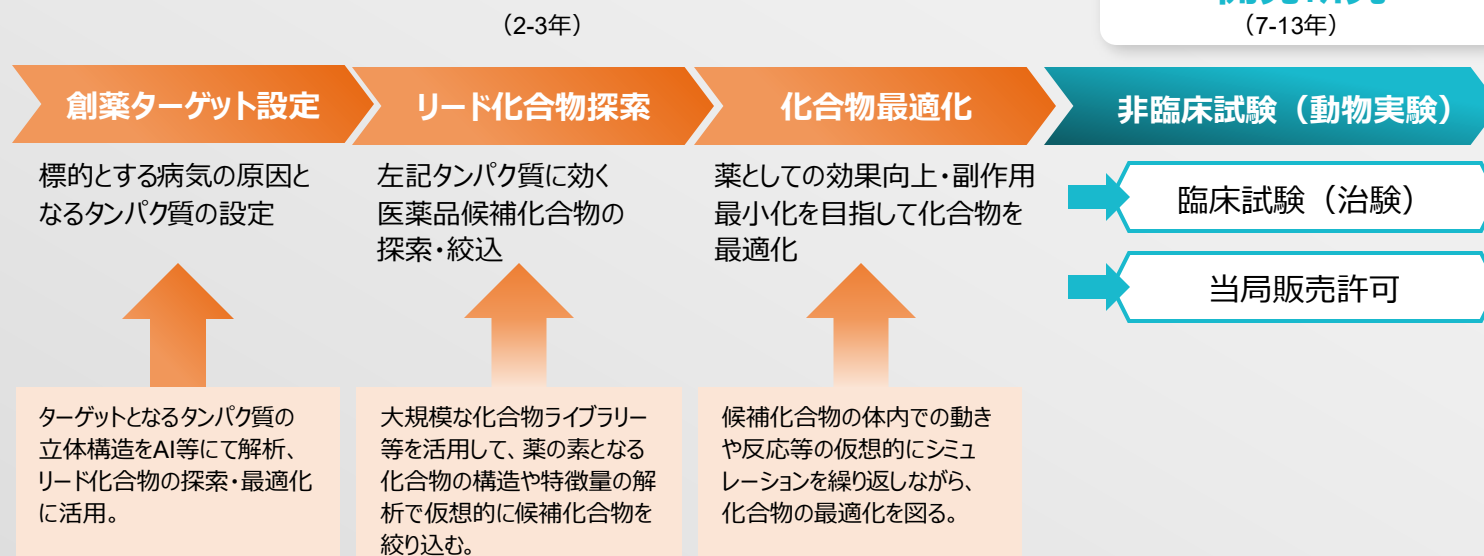 (2-3年)
(7-13年)
創薬ターゲット設定
リード化合物探索
化合物最適化
非臨床試験(動物実験)
標的とする病気の原因と
なるタンパク質の設定
左記タンパク質に効く
医薬品候補化合物の
探索・絞込
薬としての効果向上・副作用
最小化を目指して化合物を
最適化
臨床試験(治験)
当局販売許可
ターゲットとなるタンパク質の
立体構造をAI等にて解析、
リード化合物の探索・最適化
に活用。
大規模な化合物ライブラリー
等を活用して、薬の素となる
化合物の構造や特徴量の解
析で仮想的に候補化合物を
絞り込む。
候補化合物の体内での動き
や反応等の仮想的にシミュ
レーションを繰り返しながら、
化合物の最適化を図る。